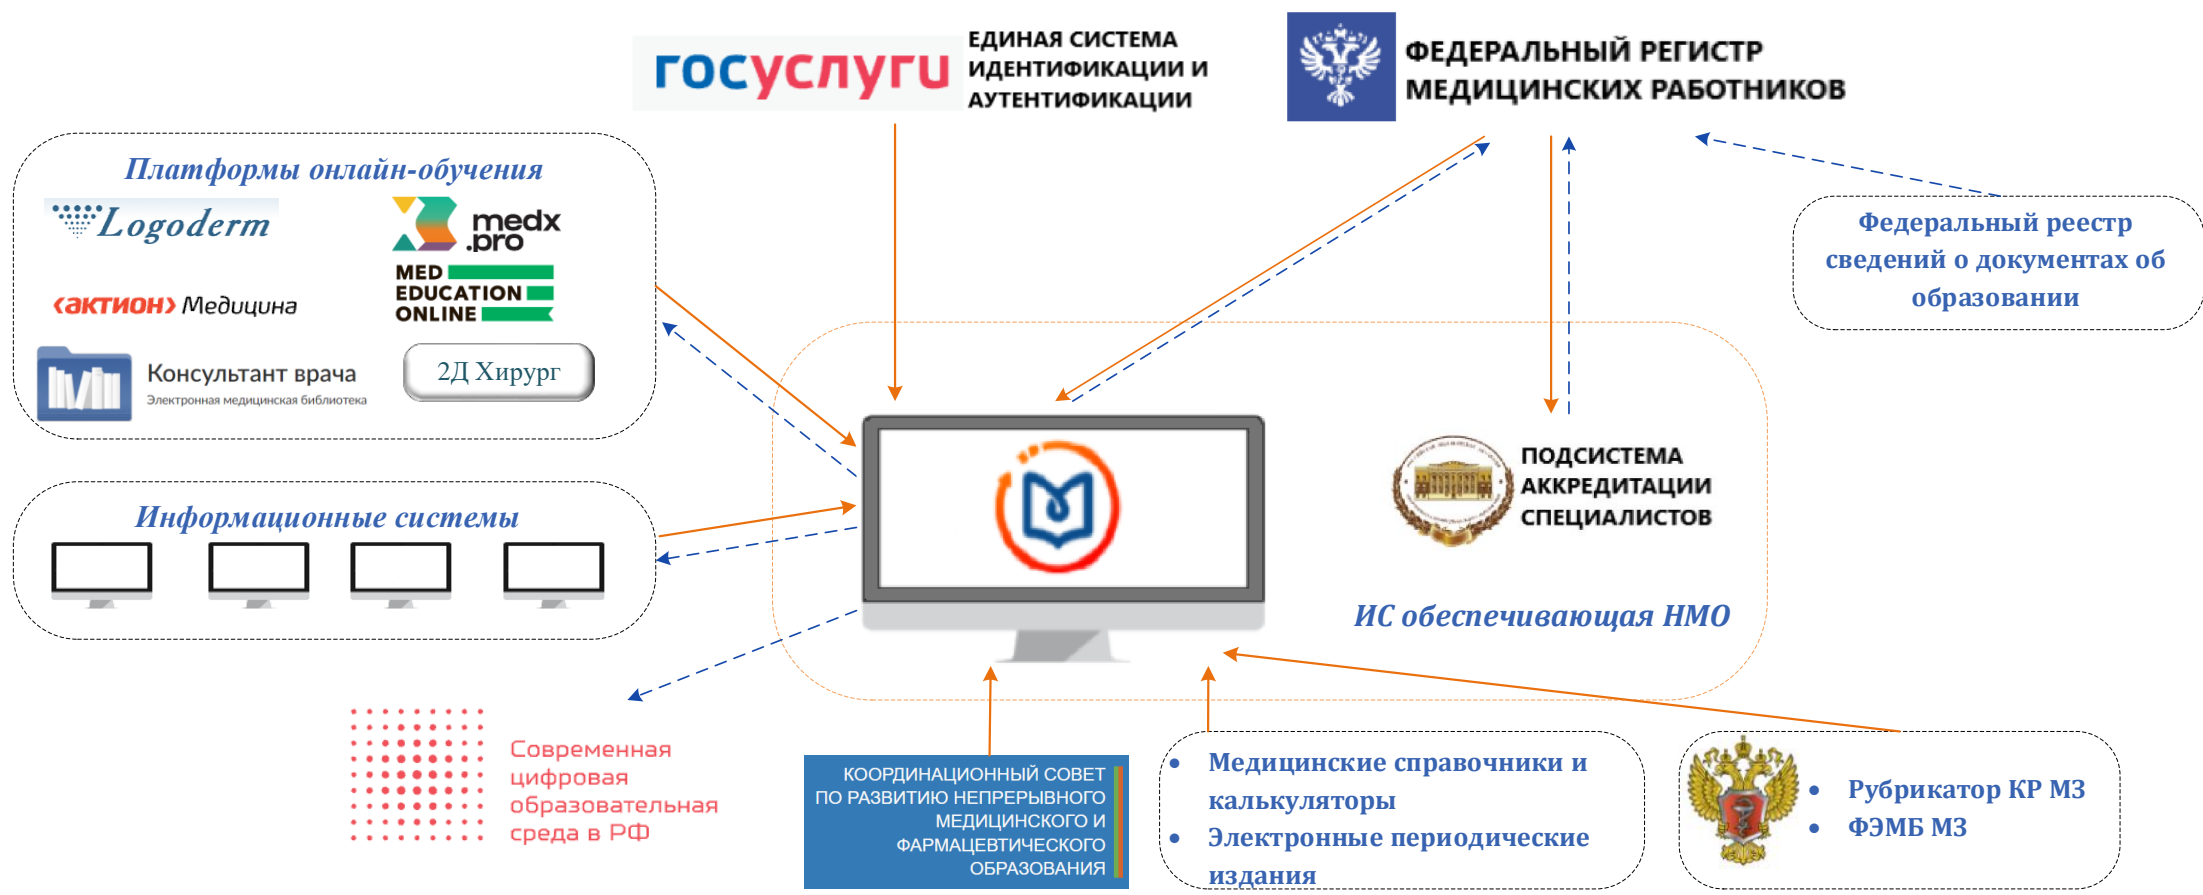 госуслуги
ЕДИНАЯ СИСТЕМА
ИДЕНТИФИКАЦИИ И
АУТЕНТИФИКАЦИИ
ФЕДЕРАЛЬНЫЙ РЕГИСТР
МЕДИЦИНСКИХ РАБОТНИКОВ
Платформы онлайн-обучения
Logoderm
medx
.pro
<актион> Медицина
MED
EDUCATION
ONLINE
Консультант врача
Электронная медицинская библиотека
2Д Хирург
Федеральный реестр
сведений о документах об
образовании
Информационные системы
ПОДСИСТЕМА
АККРЕДИТАЦИИ
СПЕЦИАЛИСТОВ
ИС обеспечивающая НМО
Современная
цифровая
образовательная
среда в РФ
КООРДИНАЦИОННЫЙ СОВЕТ
ПО РАЗВИТИЮ НЕПРЕРЫВНОГО
МЕДИЦИНСКОГО И
ФАРМАЦЕВТИЧЕСКОГО
ОБРАЗОВАНИЯ
• Медицинские справочники и
калькуляторы
• Электронные периодические
издания
• Рубрикатор КР МЗ
• ФЭМБ МЗ